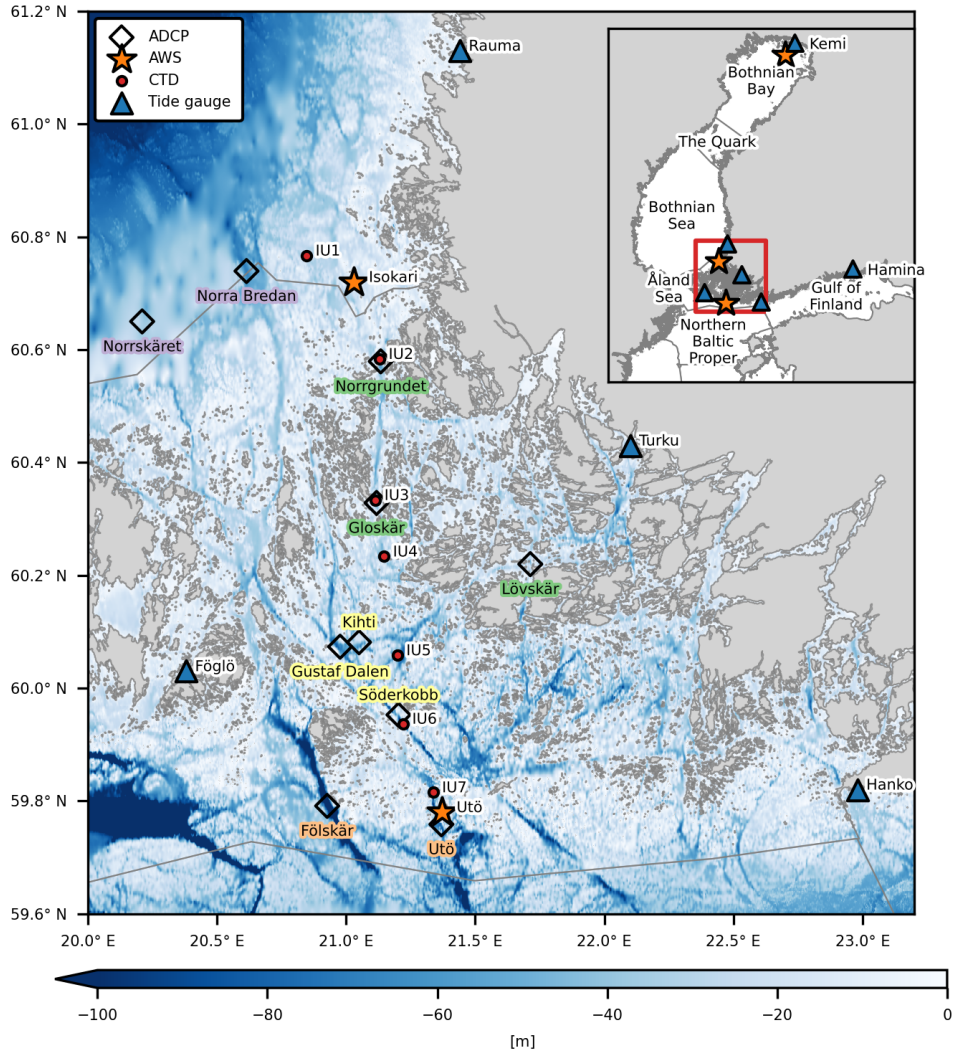 61.2° N
61.0° N
60.8° N
60.6° N
60.4° N
60.2° N
60.0° N
59.8° N
59.6° N
ADCP
AWS
CTD
Tide gauge
Rauma
IU1
Isokari
Norra Bredan
Norrskäret
IU2
Norrgrundet
Turku
IU3
Gloskär
IU4
Lövskär
Kihti
IU5
Gustaf Dalen
Föglö
Söderkobb
IU6
IU7
Utö
Hanko
Fölskär
Utö
Kemi
Bothnian
Bay
The Quark
Bothnian
Sea
Åland
Sea
Hamina
Gulf of
Finland
Northern
Baltic
Proper
20.0° E
20.5° E
21.0° E
21.5° E
22.0° E
22.5° E
23.0° E
−100
−80
−60
−40
−20
0
[m]